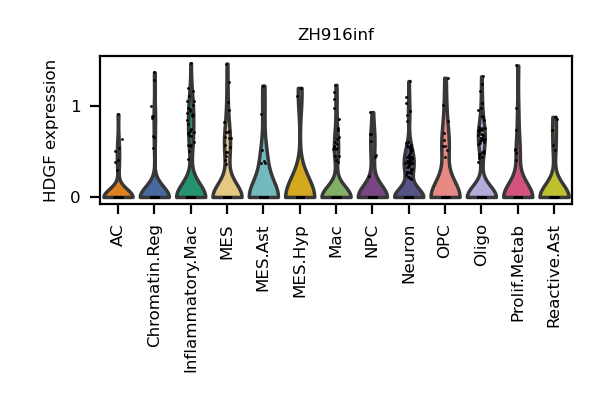 ZH916inf
HDGF expression
1
0
AC
Chromatin.Reg
Inflammatory.Mac
MES
MES.Ast
MES.Hyp
Mac
NPC
Neuron
OPC
Oligo
Prolif.Metab
Reactive.Ast